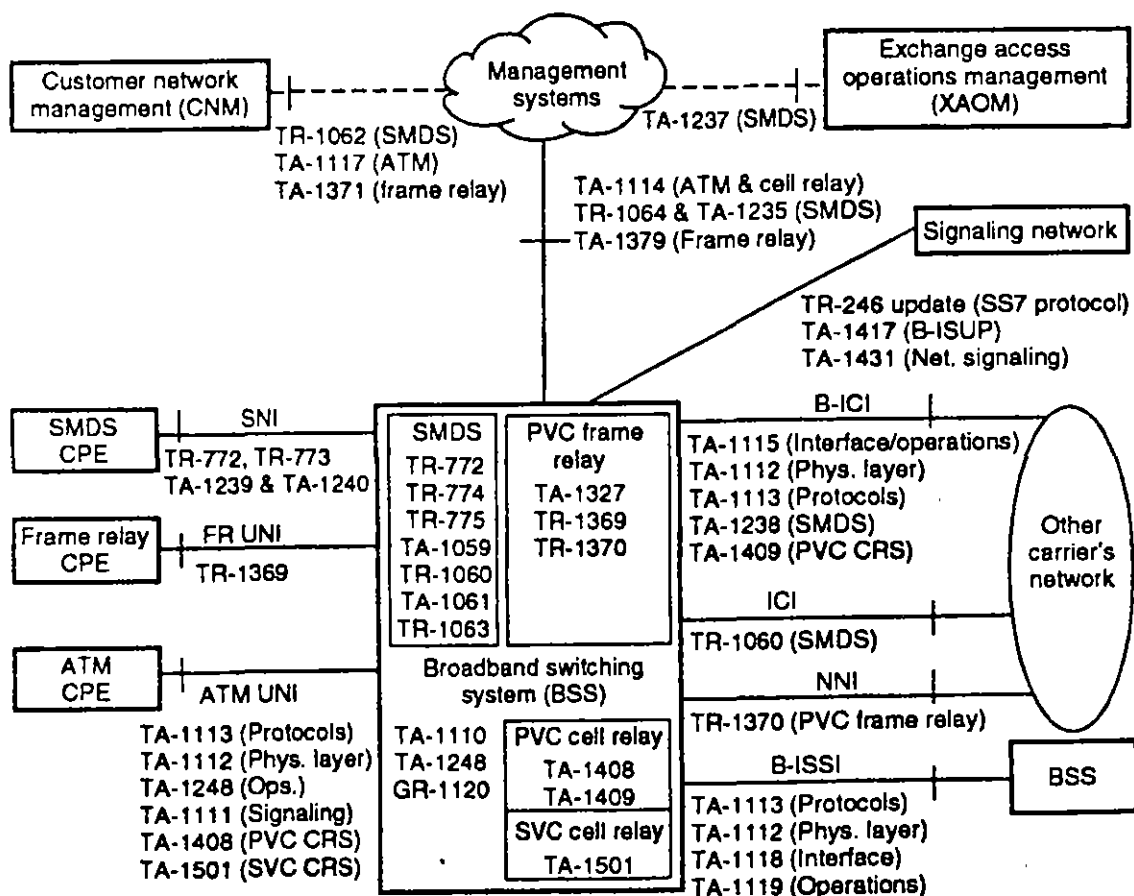 Customer network
management (CNM)
Management
systems
Exchange access
operations management
(XAOM)
TR-1062 (SMDS)
TA-1117 (ATM)
TA-1371 (frame relay)
TA-1237 (SMDS)
TA-1114 (ATM & cell relay)
TR-1064 & TA-1235 (SMDS)
TA-1379 (Frame relay)
Signaling network
TR-246 update (SS7 protocol)
TA-1417 (B-ISUP)
TA-1431 (Net. signaling)
SMDS
CPE
SNI
TR-772, TR-773
TA-1239 & TA-1240
Frame relay
CPE
FR UNI
TR-1369
ATM
CPE
ATM UNI
TA-1113 (Protocols)
TA-1112 (Phys. layer)
TA-1248 (Ops.)
TA-1111 (Signaling)
TA-1408 (PVC CRS)
TA-1501 (SVC CRS)
SMDS
TR-772
TR-774
TR-775
TA-1059
TR-1060
TA-1061
TR-1063
PVC frame
relay
TA-1327
TR-1369
TR-1370
Broadband switching
system (BSS)
TA-1110
TA-1248
GR-1120
PVC cell relay
TA-1408
TA-1409
SVC cell relay
TA-1501
B-ICI
TA-1115 (Interface/operations)
TA-1112 (Phys. layer)
TA-1113 (Protocols)
TA-1238 (SMDS)
TA-1409 (PVC CRS)
ICI
TR-1060 (SMDS)
NNI
TR-1370 (PVC frame relay)
Other
carrier's
network
B-ISSI
TA-1113 (Protocols)
TA-1112 (Phys. layer)
TA-1118 (Interface)
TA-1119 (Operations)
BSS